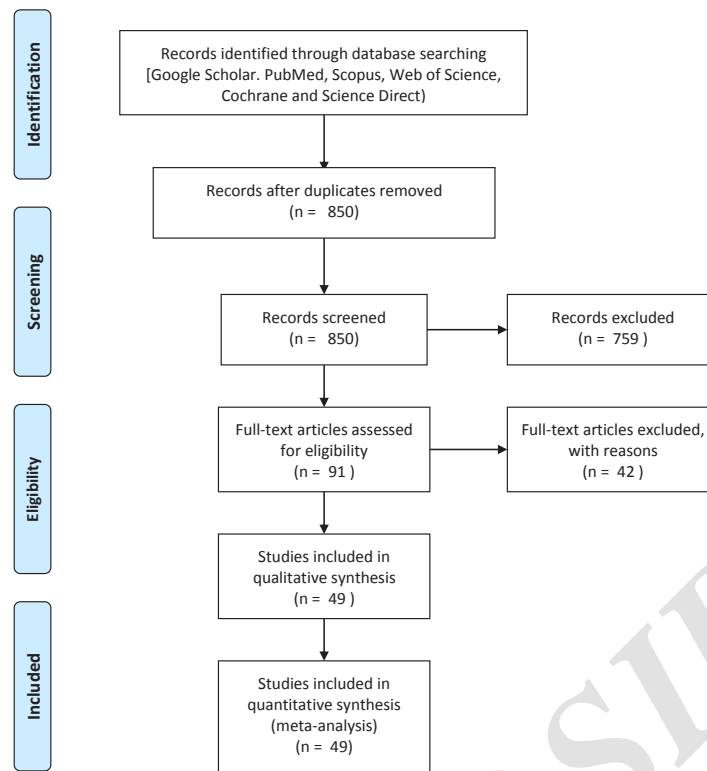 Identification
Records identified through database searching
[Google Scholar. PubMed, Scopus, Web of Science,
Cochrane and Science Direct)
Records after duplicates removed
(n = 850)
Screening
Records screened
(n = 850)
Records excluded
(n = 759 )
Eligibility
Full-text articles assessed
for eligibility
(n = 91 )
Full-text articles excluded,
with reasons
(n = 42 )
Studies included in
qualitative synthesis
(n = 49 )
Included
Studies included in
quantitative synthesis
(meta-analysis)
(n = 49)